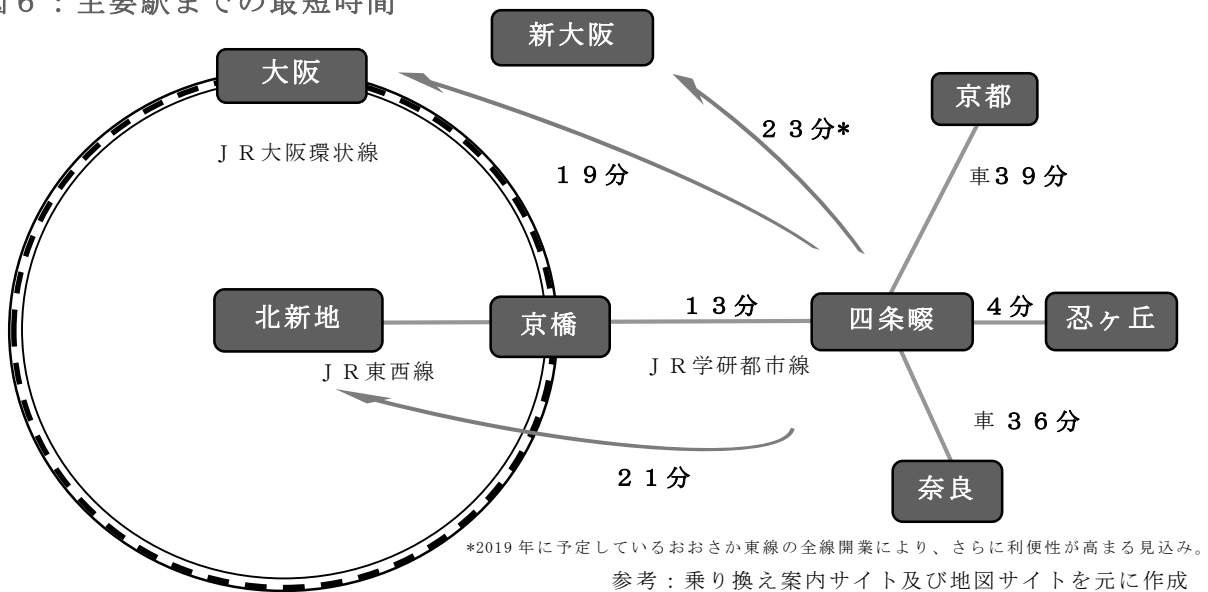 図６：主要駅までの最短時間
新大阪
大阪
京都
２３分*
ＪＲ大阪環状線
１９分
車３９分
北新地
京橋
１３分
四条畷
４分
忍ヶ丘
ＪＲ東西線
ＪＲ学研都市線
車３６分
２１分
奈良
*2019年に予定しているおおさか東線の全線開業により、さらに利便性が高まる見込み。
参考：乗り換え案内サイト及び地図サイトを元に作成